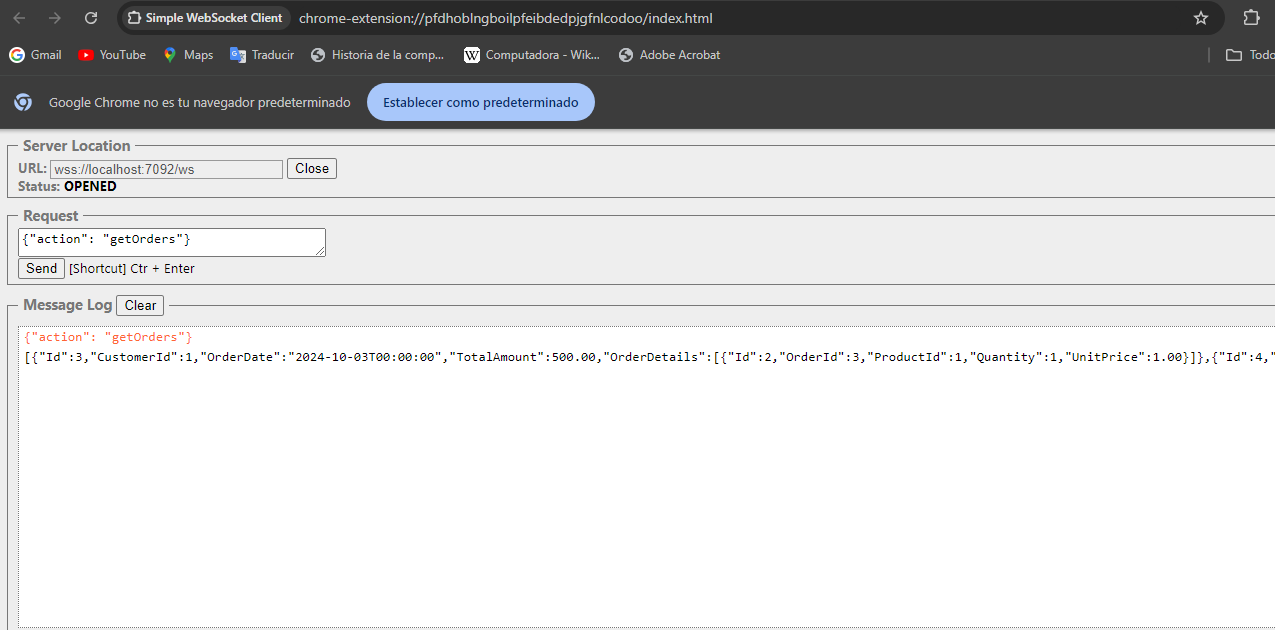 Simple WebSocket Client chrome-extension://pfdhoblngboilpfeibdedpjgfnlcodoo/index.html
Gmail YouTube Maps Traducir Historia de la comp... Computadora - Wik... Adobe Acrobat Todo
Google Chrome no es tu navegador predeterminado Establecer como predeterminado
Server Location
URL: wss://localhost:7092/ws Close
Status: OPENED
Request
{"action": "getOrders"}
Send [Shortcut] Ctr + Enter
Message Log Clear
{"action": "getOrders"}
[{"Id":3,"CustomerId":1,"OrderDate":"2024-10-03T00:00:00","TotalAmount":500.00,"OrderDetails":[{"Id":2,"OrderId":3,"ProductId":1,"Quantity":1,"UnitPrice":1.00}]},{"Id":4,"